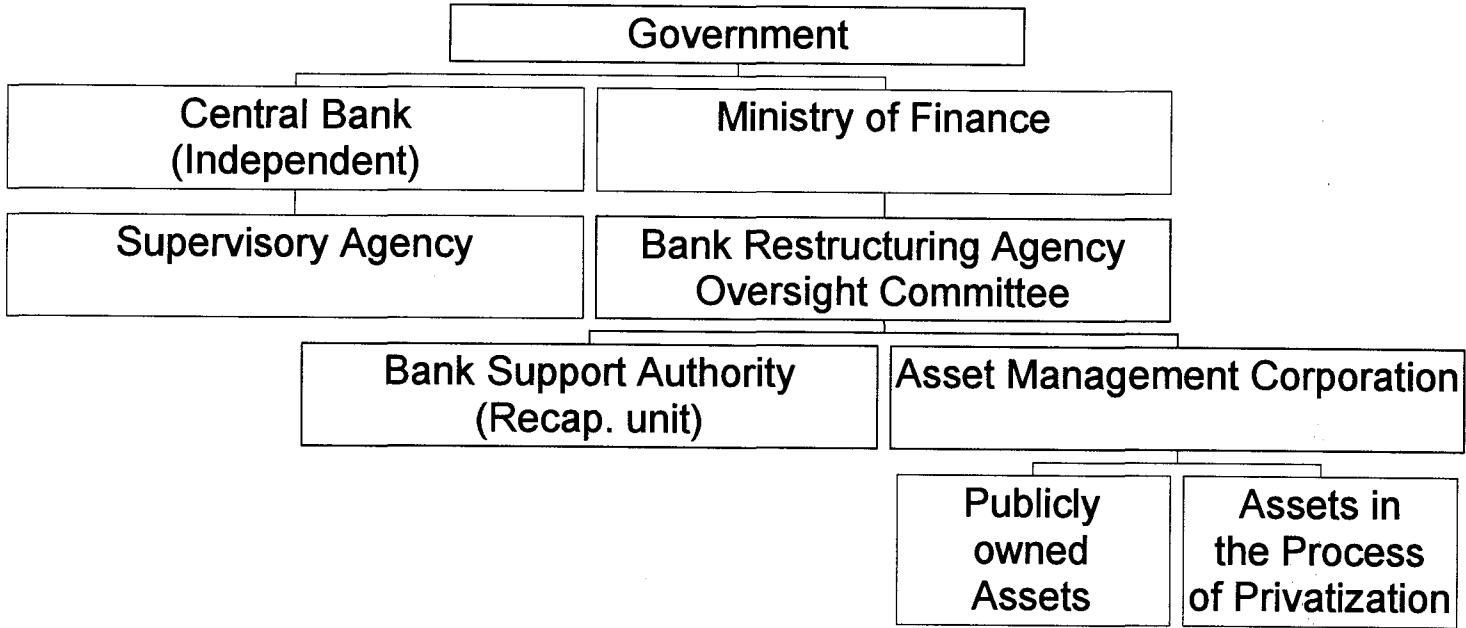 Government
Central Bank
(Independent)
Ministry of Finance
Supervisory Agency
Bank Restructuring Agency
Oversight Committee
Bank Support Authority
(Recap. unit)
Asset Management Corporation
Publicly
owned
Assets
Assets in
the Process
of Privatization